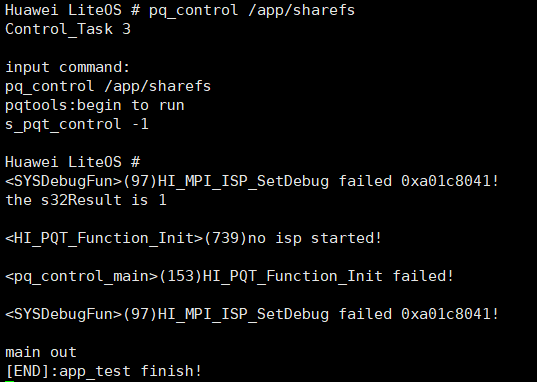 Huawei LiteOS # pq_control /app/sharefs
Control_Task 3
input command:
pq_control /app/sharefs
pqtools:begin to run
s_pqt_control -1
Huawei LiteOS #
<SYSDebugFun>(97)HI_MPI_ISP_SetDebug failed 0xa01c8041!
the s32Result is 1
<HI_PQT_Function_Init>(739)no isp started!
<pq_control_main>(153)HI_PQT_Function_Init failed!
<SYSDebugFun>(97)HI_MPI_ISP_SetDebug failed 0xa01c8041!
main out
[END]:app_test finish!